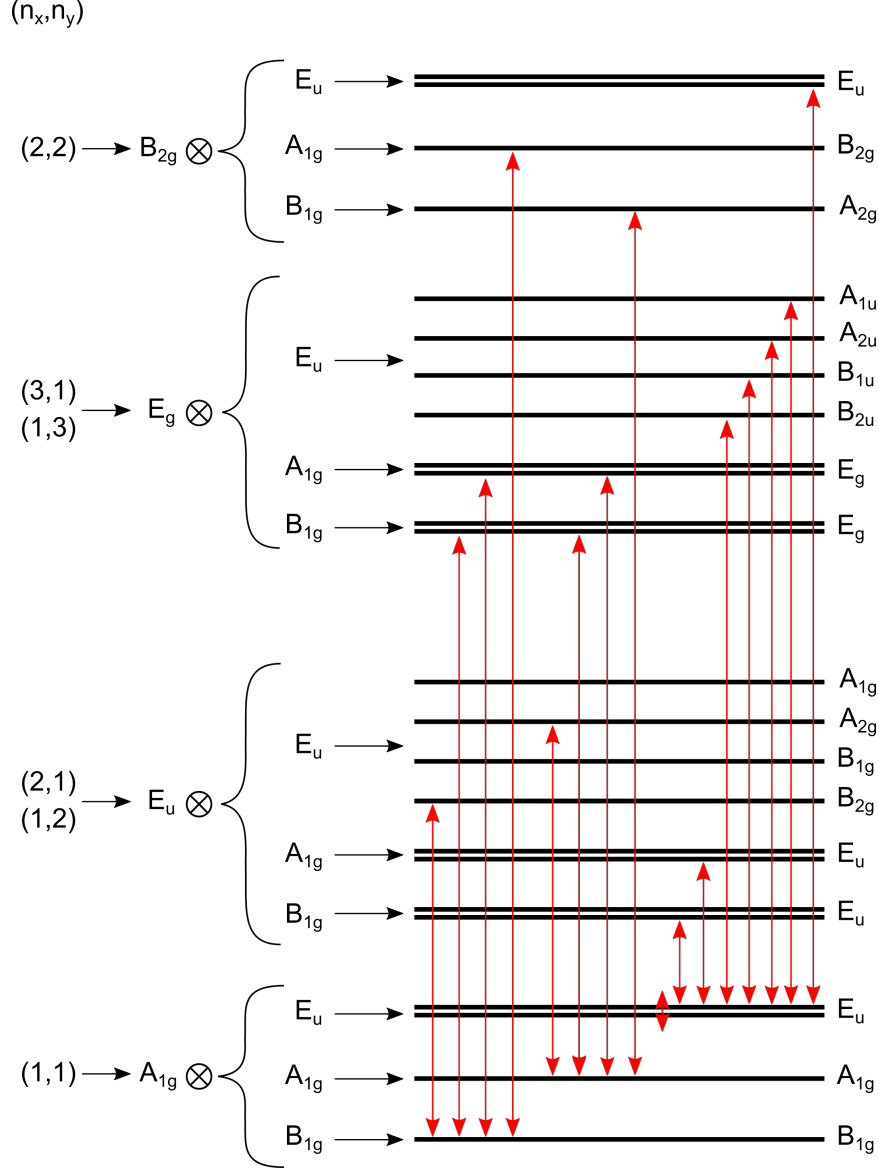 (nx,ny)
Eu Eu
(2,2) B2g ⊗ A1g B2g
B1g A2g
A1u
A2u
Eu
B1u
(3,1)
Eg ⊗
(1,3)
B2u
A1g Eg
B1g Eg
A1g
A2g
Eu
B1g
(2,1)
Eu ⊗
(1,2)
B2g
A1g Eu
B1g Eu
Eu Eu
(1,1) A1g ⊗ A1g A1g
B1g B1g